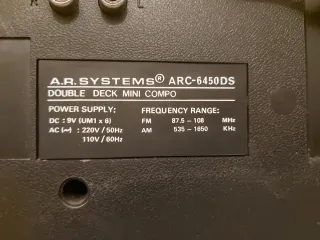 R L
A.R.SYSTEMS® ARC-6450DS
DOUBLE DECK MINI COMPO
POWER SUPPLY: FREQUENCY RANGE:
DC : 9V (UM1 x 6) FM 87.5 - 108 MHz
AC (~) : 220V / 50Hz AM 535 - 1650 KHz
110V / 60Hz